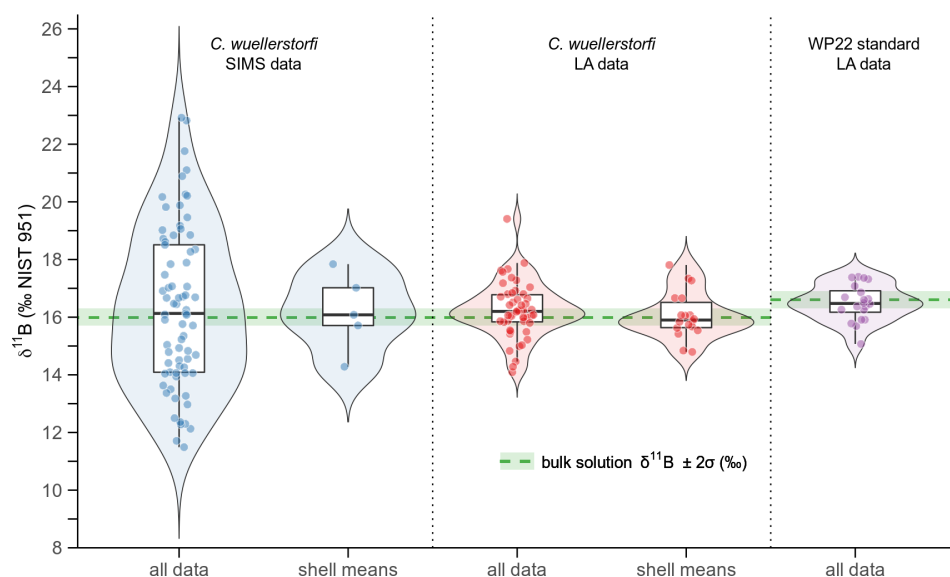 C. wuellerstorfi
SIMS data
C. wuellerstorfi
LA data
WP22 standard
LA data
δ¹¹B (‰ NIST 951)
26
24
22
20
18
16
14
12
10
8
bulk solution δ¹¹B ± 2σ (‰)
all data
shell means
all data
shell means
all data